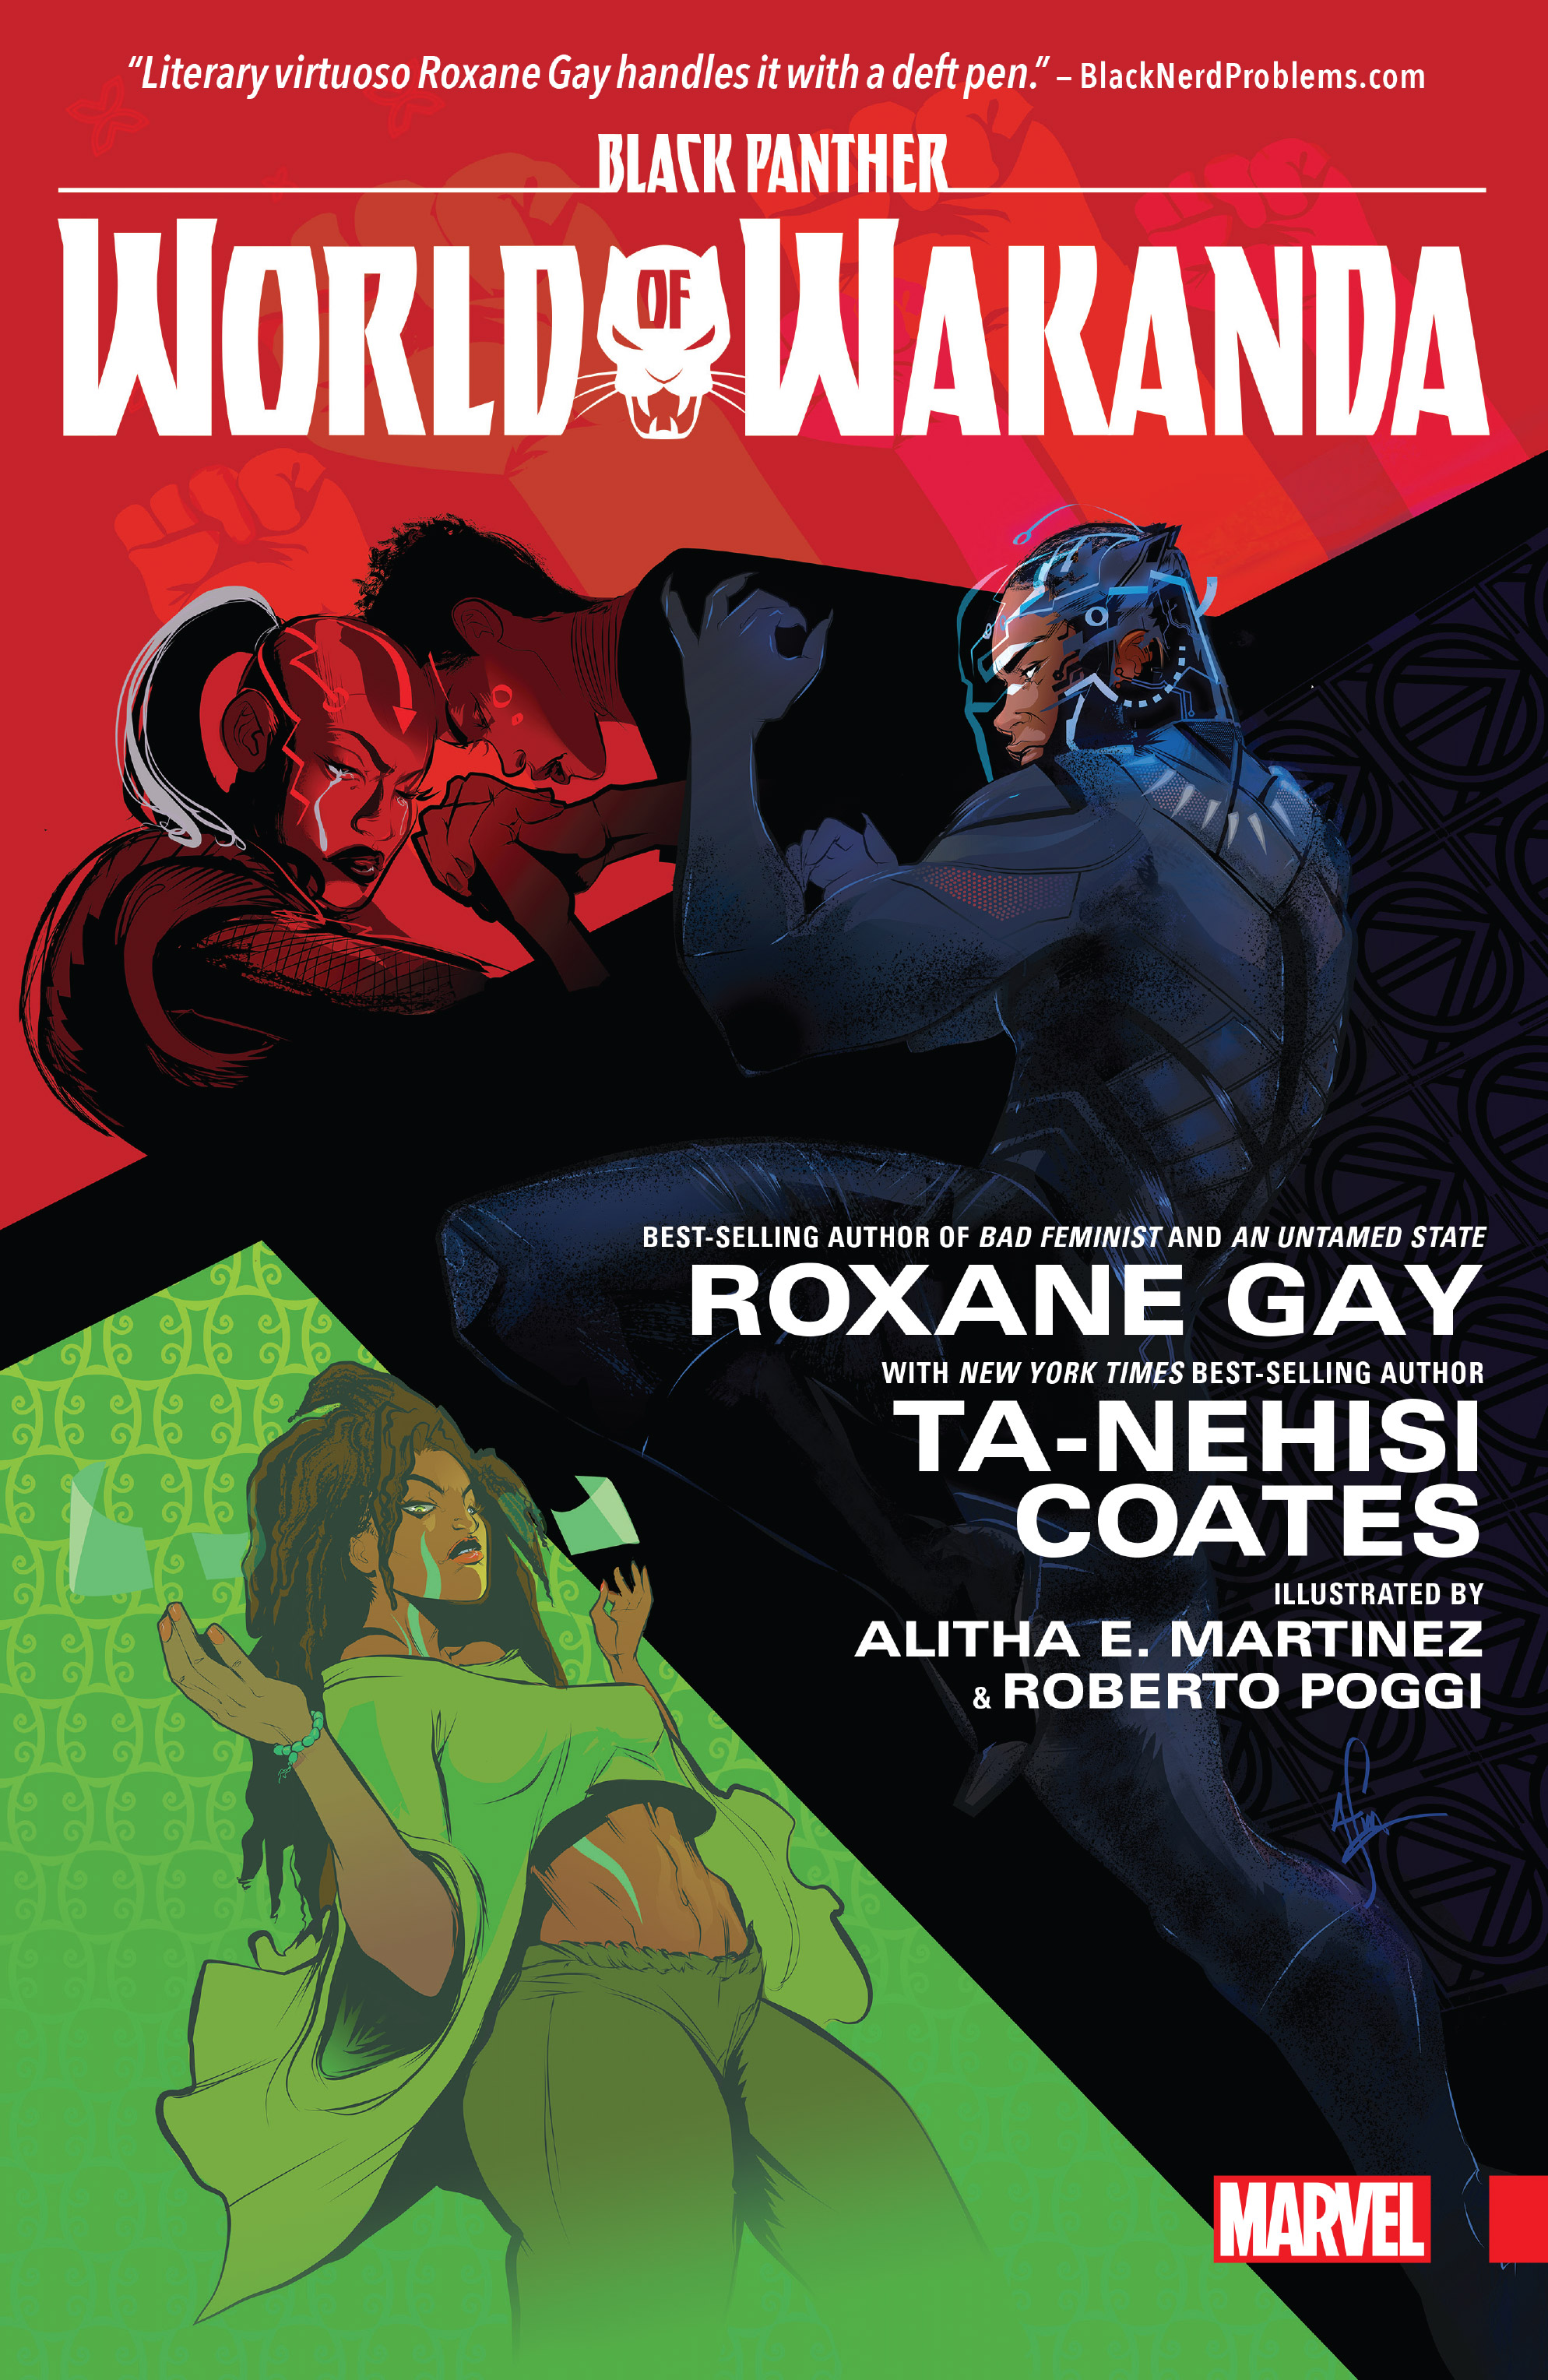 “Literary virtuoso Roxane Gay handles it with a deft pen.” – BlackNerdProblems.com
BLACK PANTHER
WORLD OF WAKANDA
BEST-SELLING AUTHOR OF BAD FEMINIST AND AN UNTAMED STATE
ROXANE GAY
WITH NEW YORK TIMES BEST-SELLING AUTHOR
TA-NEHISI
COATES
ILLUSTRATED BY
ALITHA E. MARTINEZ
& ROBERTO POGGI
MARVEL